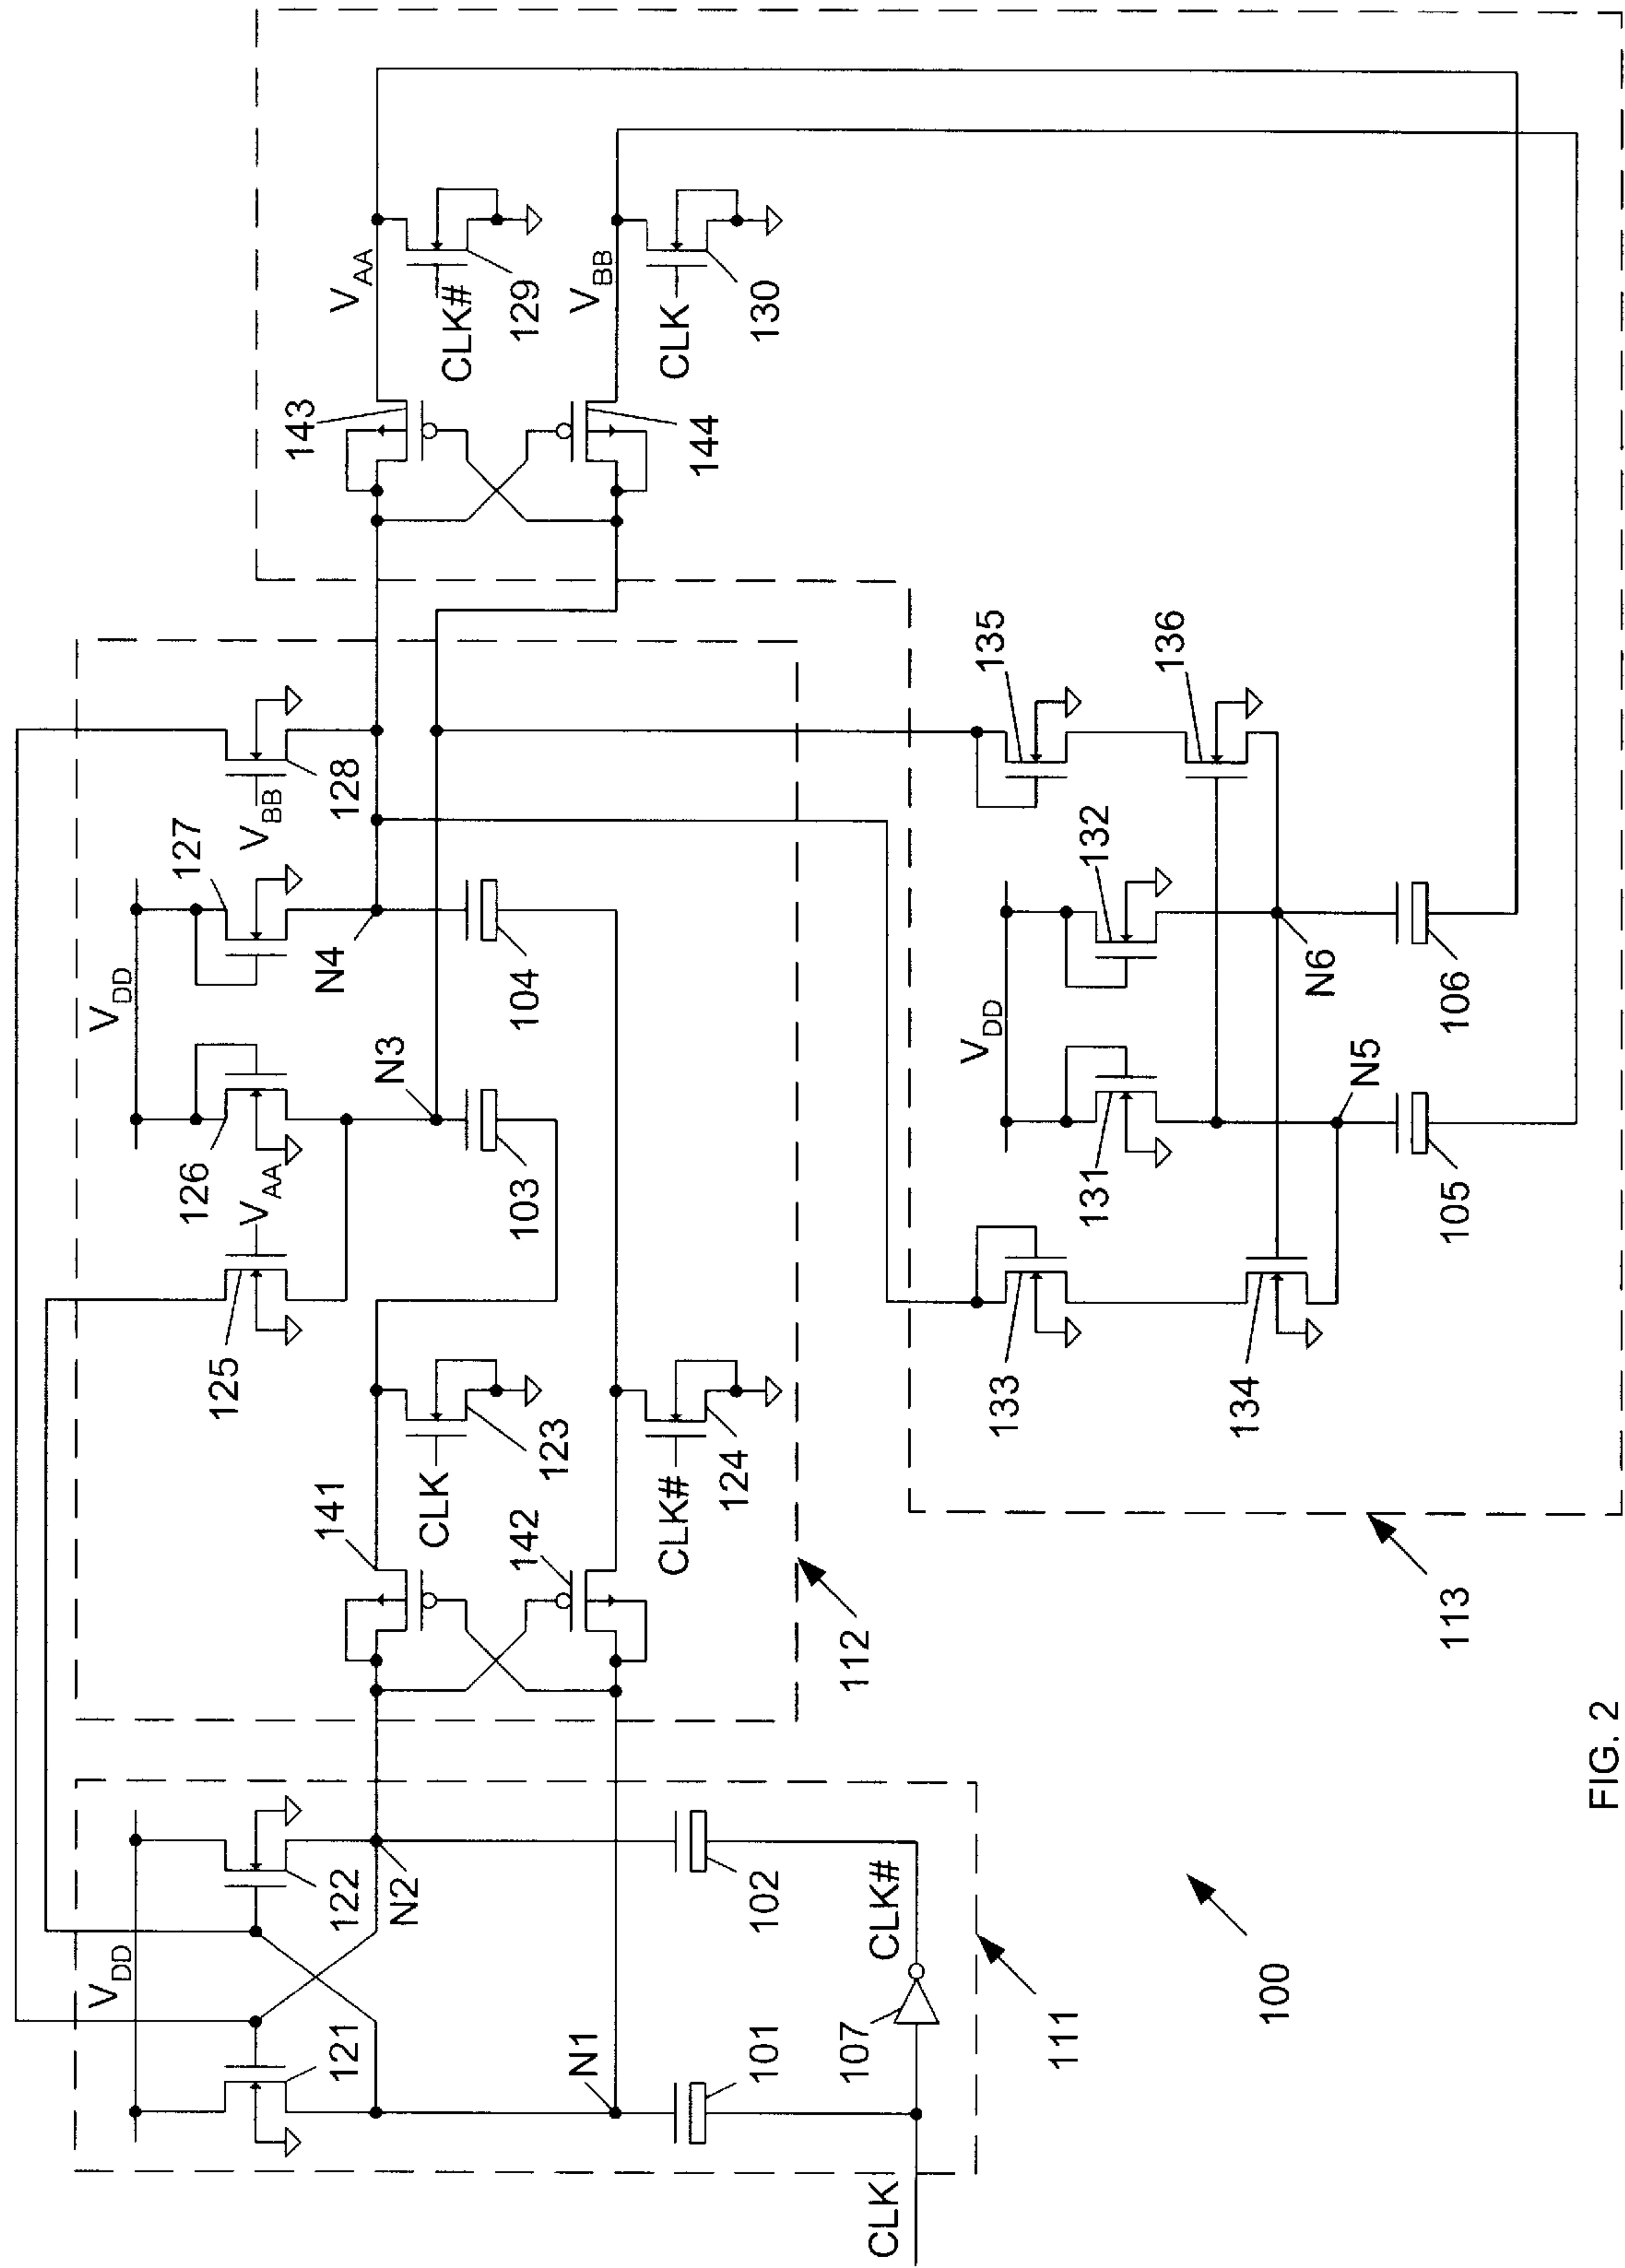 V_DD
121
122
N2
N1
101
102
107
CLK
CLK#
111
100
V_DD
125
V_AA
126
127
V_BB
128
N3
N4
103
104
141
142
CLK
123
CLK#
124
112
143
144
V_AA
CLK#
129
V_BB
CLK
130
V_DD
133
134
131
132
135
136
N5
N6
105
106
113
FIG. 2